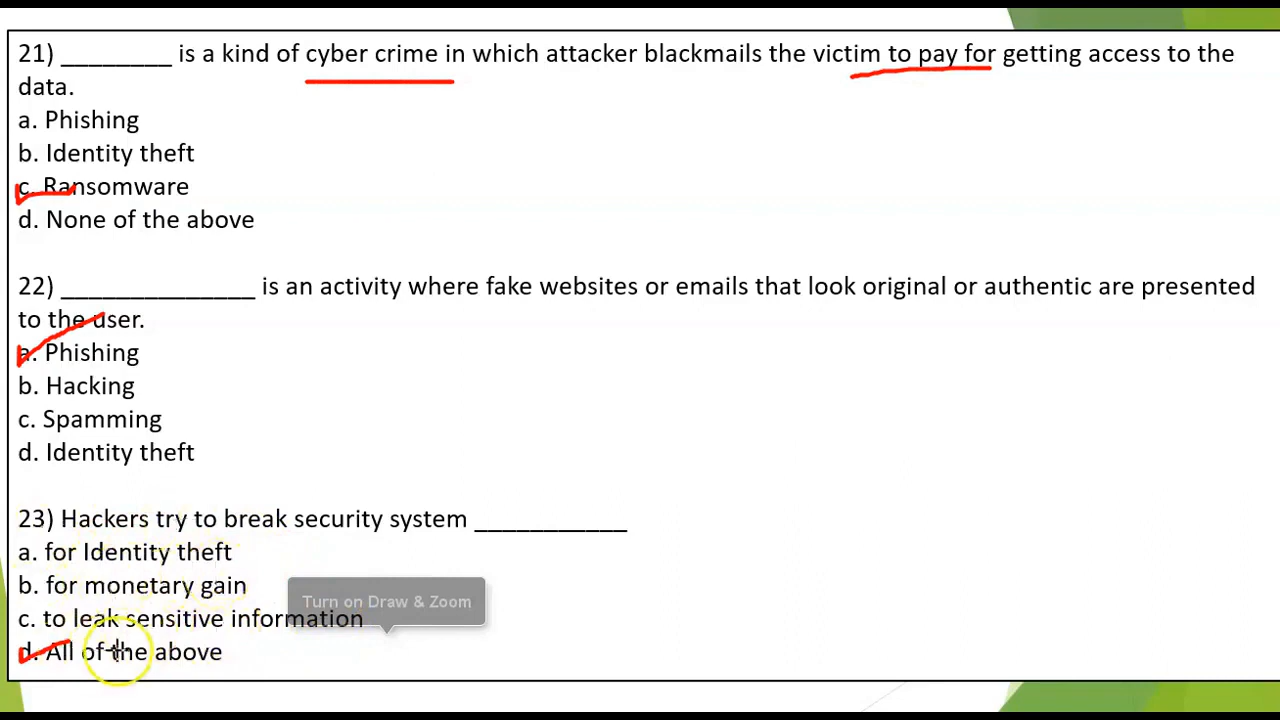 21) ________ is a kind of cyber crime in which attacker blackmails the victim to pay for getting access to the
data.
a. Phishing
b. Identity theft
c. Ransomware
d. None of the above
22) ______________ is an activity where fake websites or emails that look original or authentic are presented
to the user.
a. Phishing
b. Hacking
c. Spamming
d. Identity theft
23) Hackers try to break security system ___________
a. for Identity theft
b. for monetary gain
Turn on Draw & Zoom
c. to leak sensitive information
d. All of the above